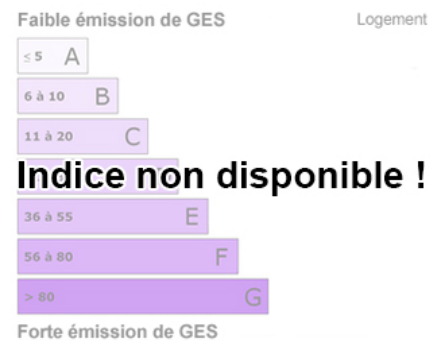 Faible émission de GES Logement
≤ 5 A
6 à 10 B
11 à 20 C
Indice non disponible !
36 à 55 E
56 à 80 F
> 80 G
Forte émission de GES